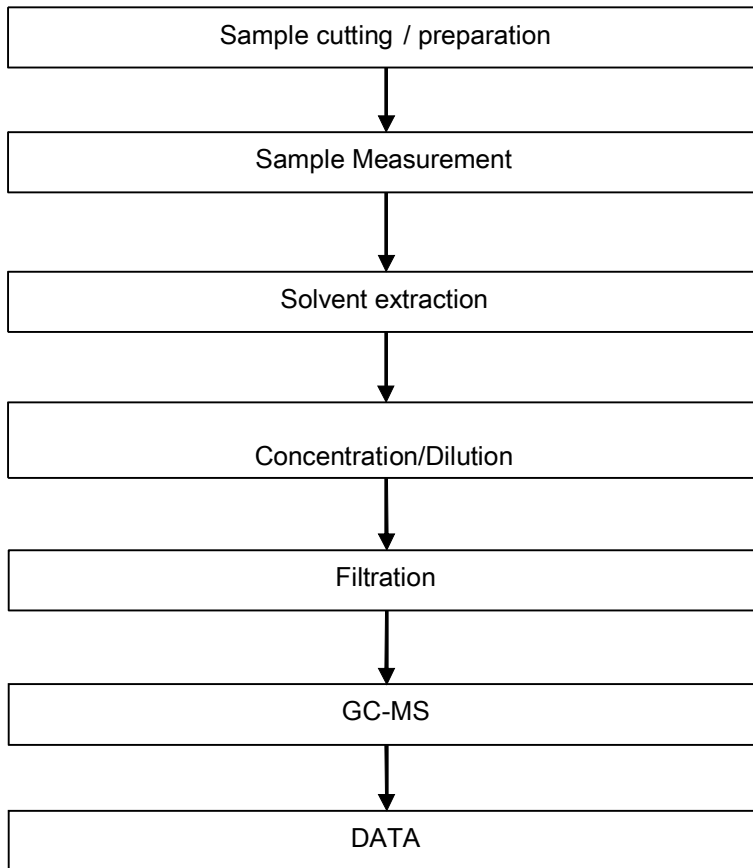 Sample cutting / preparation
Sample Measurement
Solvent extraction
Concentration/Dilution
Filtration
GC-MS
DATA